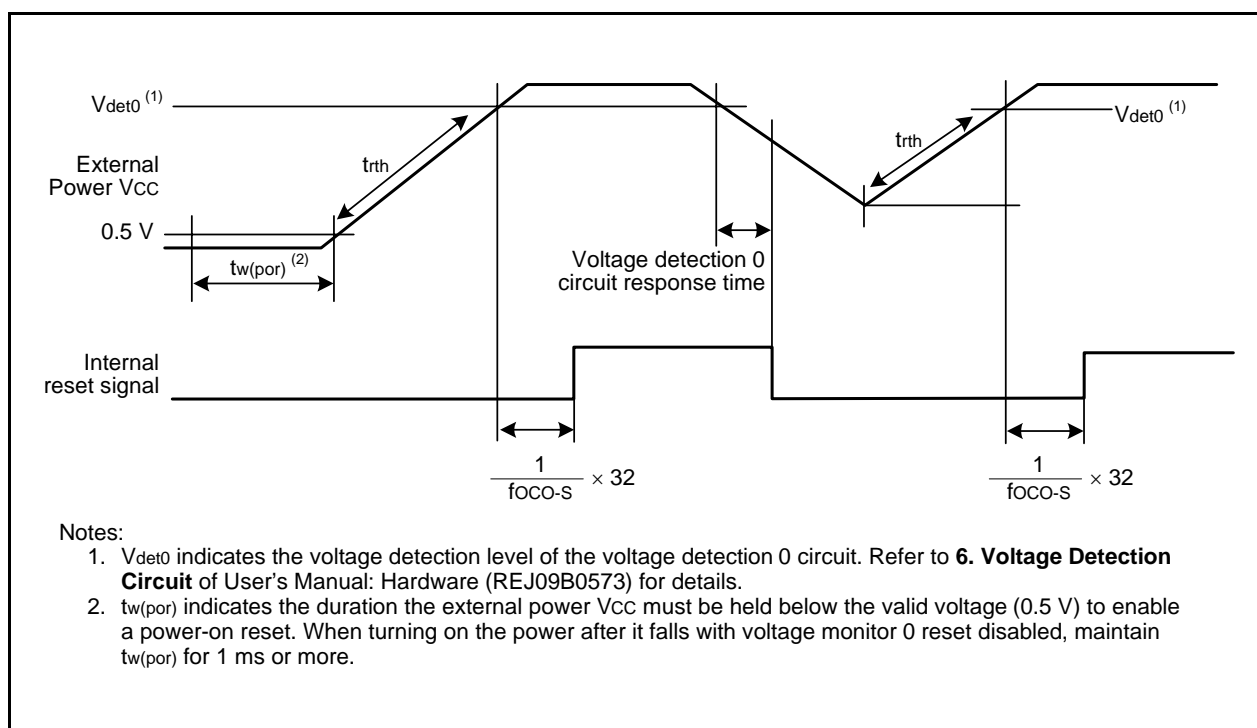 Vdet0 (1)
External
Power VCC
0.5 V
trth
tw(por) (2)
Voltage detection 0
circuit response time
trth
Vdet0 (1)
Internal
reset signal
1
fOCO-S
× 32
1
fOCO-S
× 32
Notes:
1. Vdet0 indicates the voltage detection level of the voltage detection 0 circuit. Refer to 6. Voltage Detection
Circuit of User's Manual: Hardware (REJ09B0573) for details.
2. tw(por) indicates the duration the external power VCC must be held below the valid voltage (0.5 V) to enable
a power-on reset. When turning on the power after it falls with voltage monitor 0 reset disabled, maintain
tw(por) for 1 ms or more.